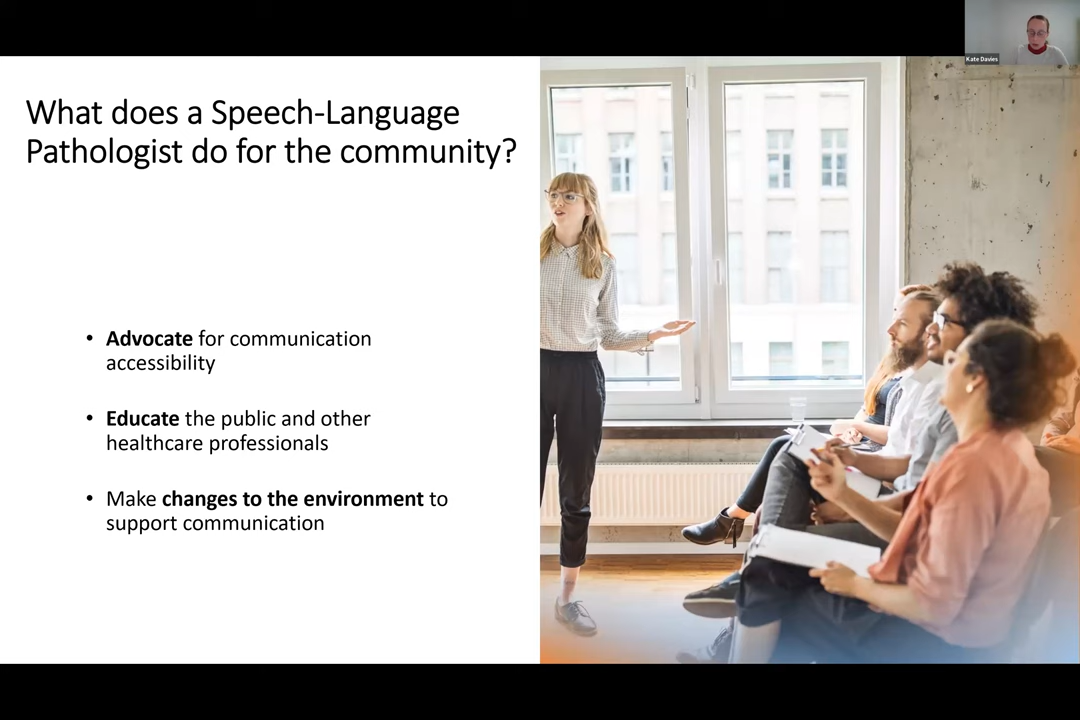 Kate Davies
What does a Speech-Language
Pathologist do for the community?
• Advocate for communication
accessibility
• Educate the public and other
healthcare professionals
• Make changes to the environment to
support communication